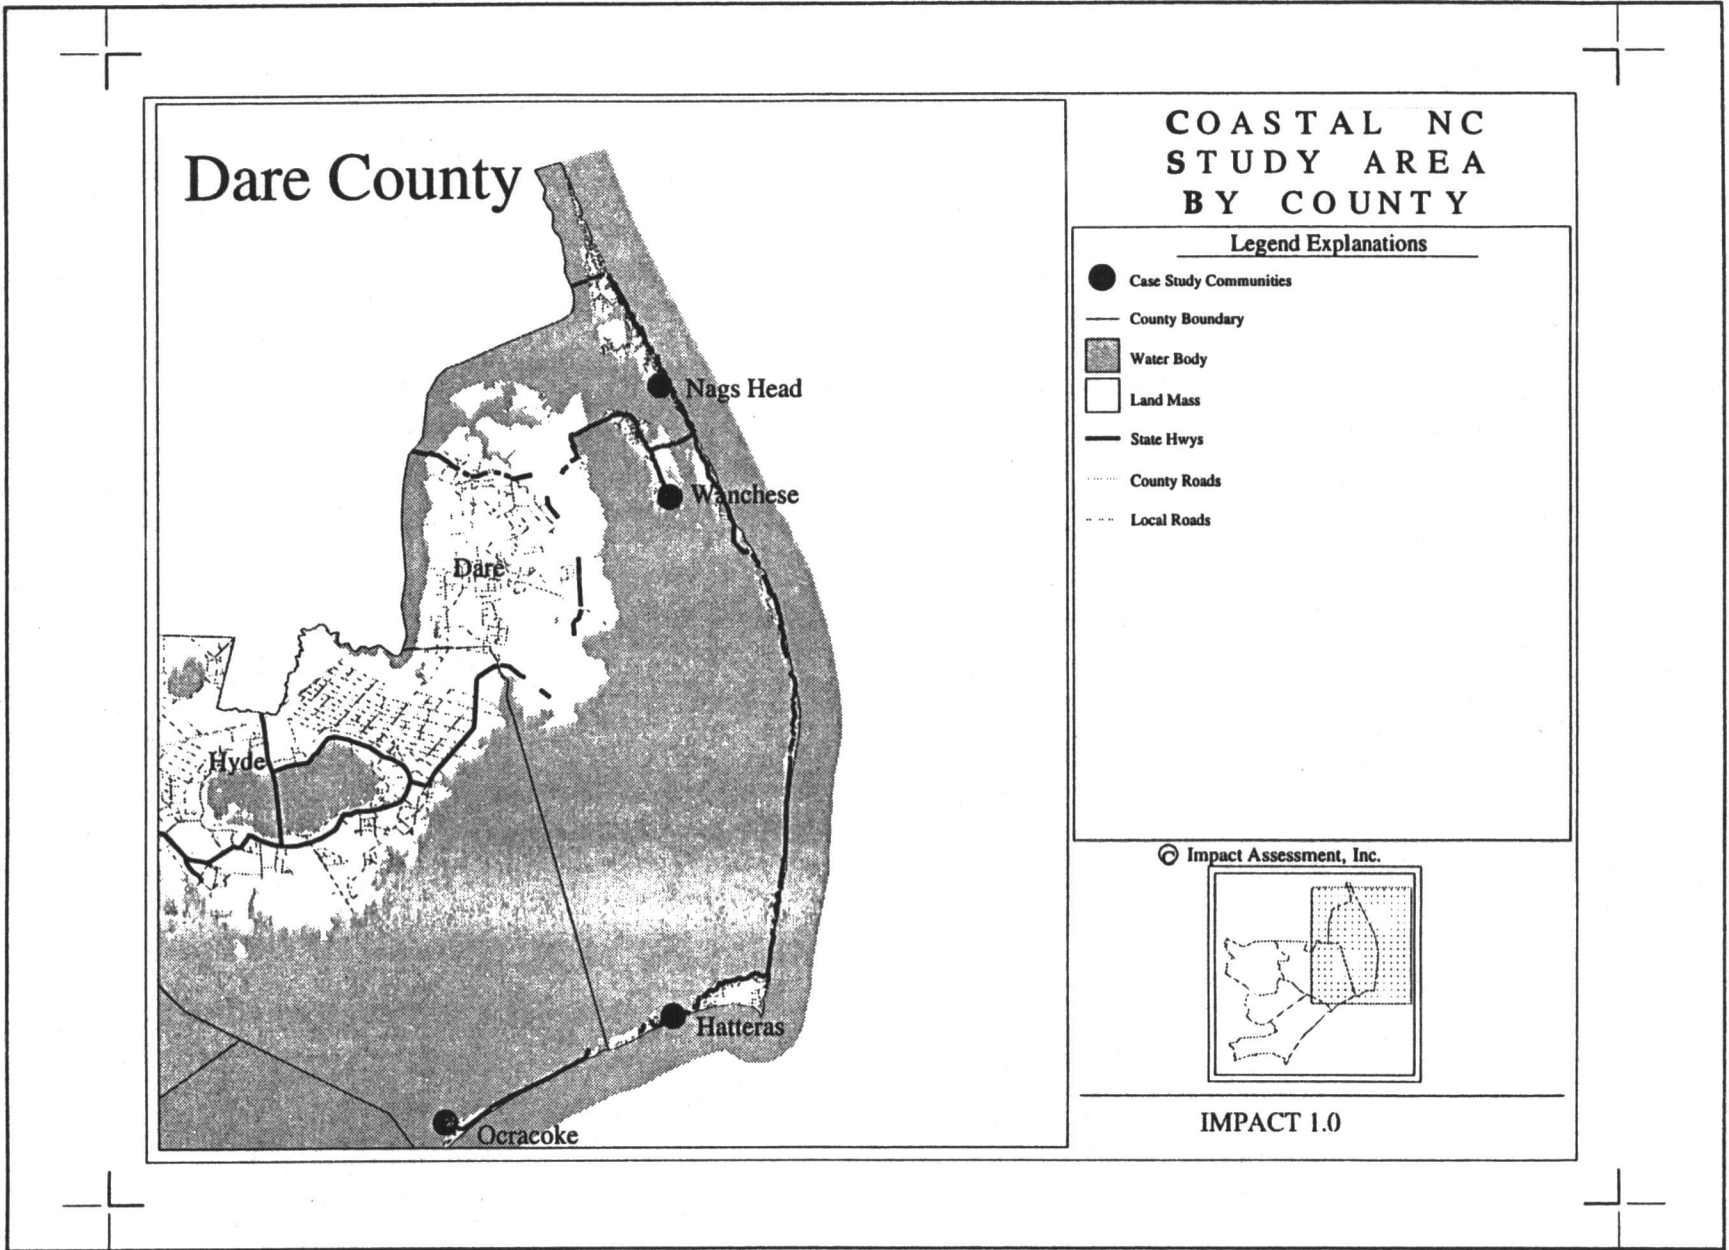 Dare County
Nags Head
Wanchese
Dare
Hyde
Hatteras
Ocracoke
COASTAL NC
STUDY AREA
BY COUNTY
Legend Explanations
Case Study Communities
County Boundary
Water Body
Land Mass
State Hwys
County Roads
Local Roads
© Impact Assessment, Inc.
IMPACT 1.0